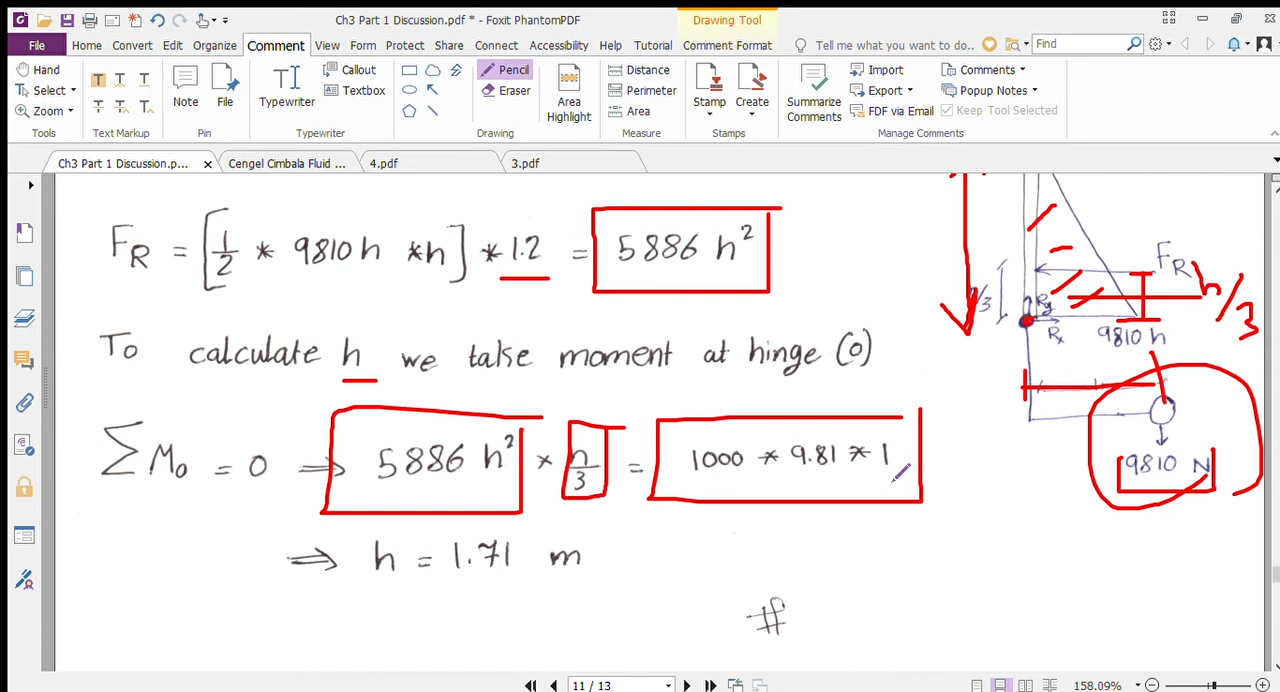 Ch3 Part 1 Discussion.pdf * - Foxit PhantomPDF
Drawing Tool
File Home Convert Edit Organize Comment View Form Protect Share Connect Accessibility Help Tutorial Comment Format Tell me what you want to do.. Find
Hand
Select
Zoom
Tools
Text Markup
Note
File
Pin
Typewriter
Callout
Textbox
Typewriter
Pencil
Eraser
Drawing
Area Highlight
Distance
Perimeter
Area
Measure
Stamp
Create
Stamps
Summarize Comments
Import
Export
FDF via Email
Comments
Popup Notes
Keep Tool Selected
Manage Comments
Ch3 Part 1 Discussion.p... × Cengel Cimbala Fluid ... 4.pdf 3.pdf
FR = [1/2 * 9810 h * h] * 1.2 = 5886 h²
To calculate h we take moment at hinge (o)
∑ Mo = 0 ⟹ 5886 h² * h/3 = 1000 * 9.81 * 1
⟹ h = 1.71 m
#
FR
h/3
Ry
Rx
9810 h
9810 N
11 / 13
158.09%